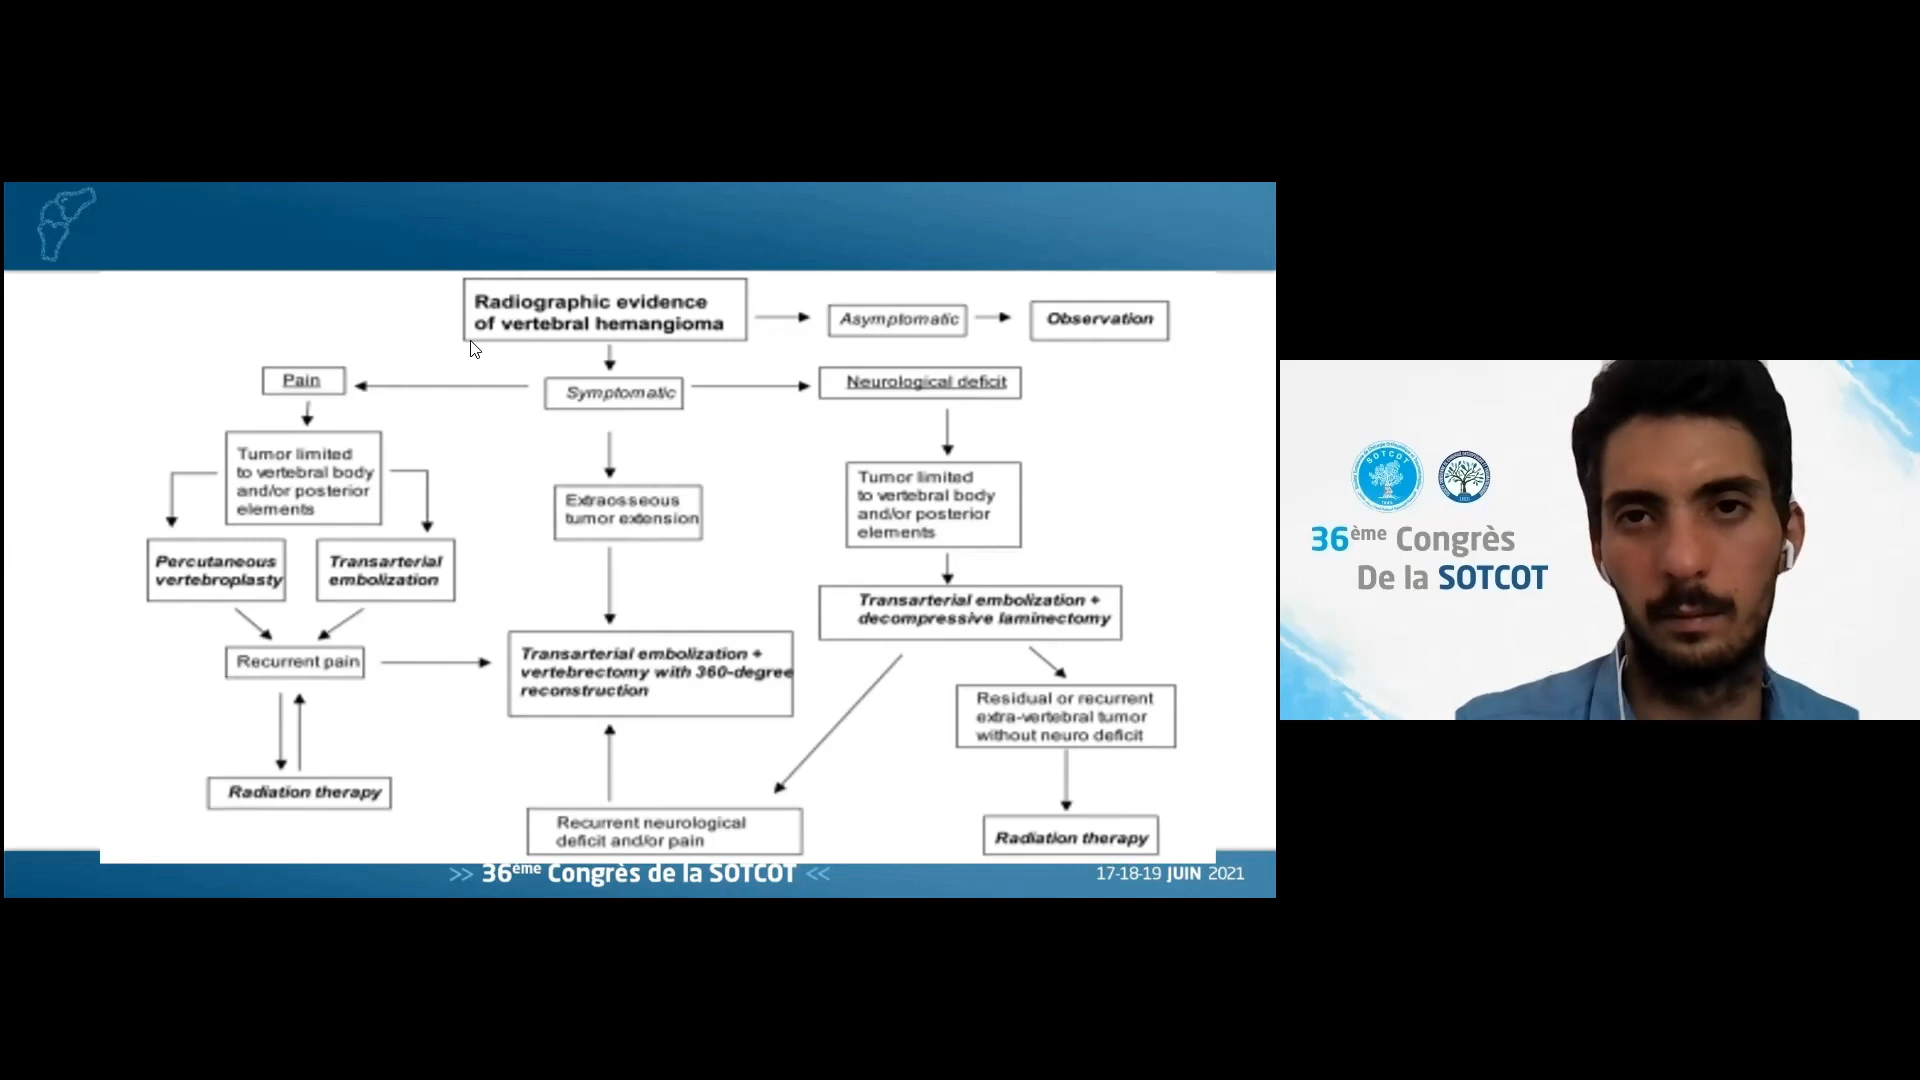 Radiographic evidence
of vertebral hemangioma
Asymptomatic
Observation
Pain
Symptomatic
Neurological deficit
Tumor limited
to vertebral body
and/or posterior
elements
Extraosseous
tumor extension
Tumor limited
to vertebral body
and/or posterior
elements
Percutaneous
vertebroplasty
Transarterial
embolization
Transarterial embolization +
decompressive laminectomy
Recurrent pain
Transarterial embolization +
vertebrectomy with 360-degree
reconstruction
Residual or recurrent
extra-vertebral tumor
without neuro deficit
Radiation therapy
Recurrent neurological
deficit and/or pain
Radiation therapy
>> 36ème Congrès de la SOTCOT <<
17-18-19 JUIN 2021
SOTCOT
36ème Congrès
De la SOTCOT